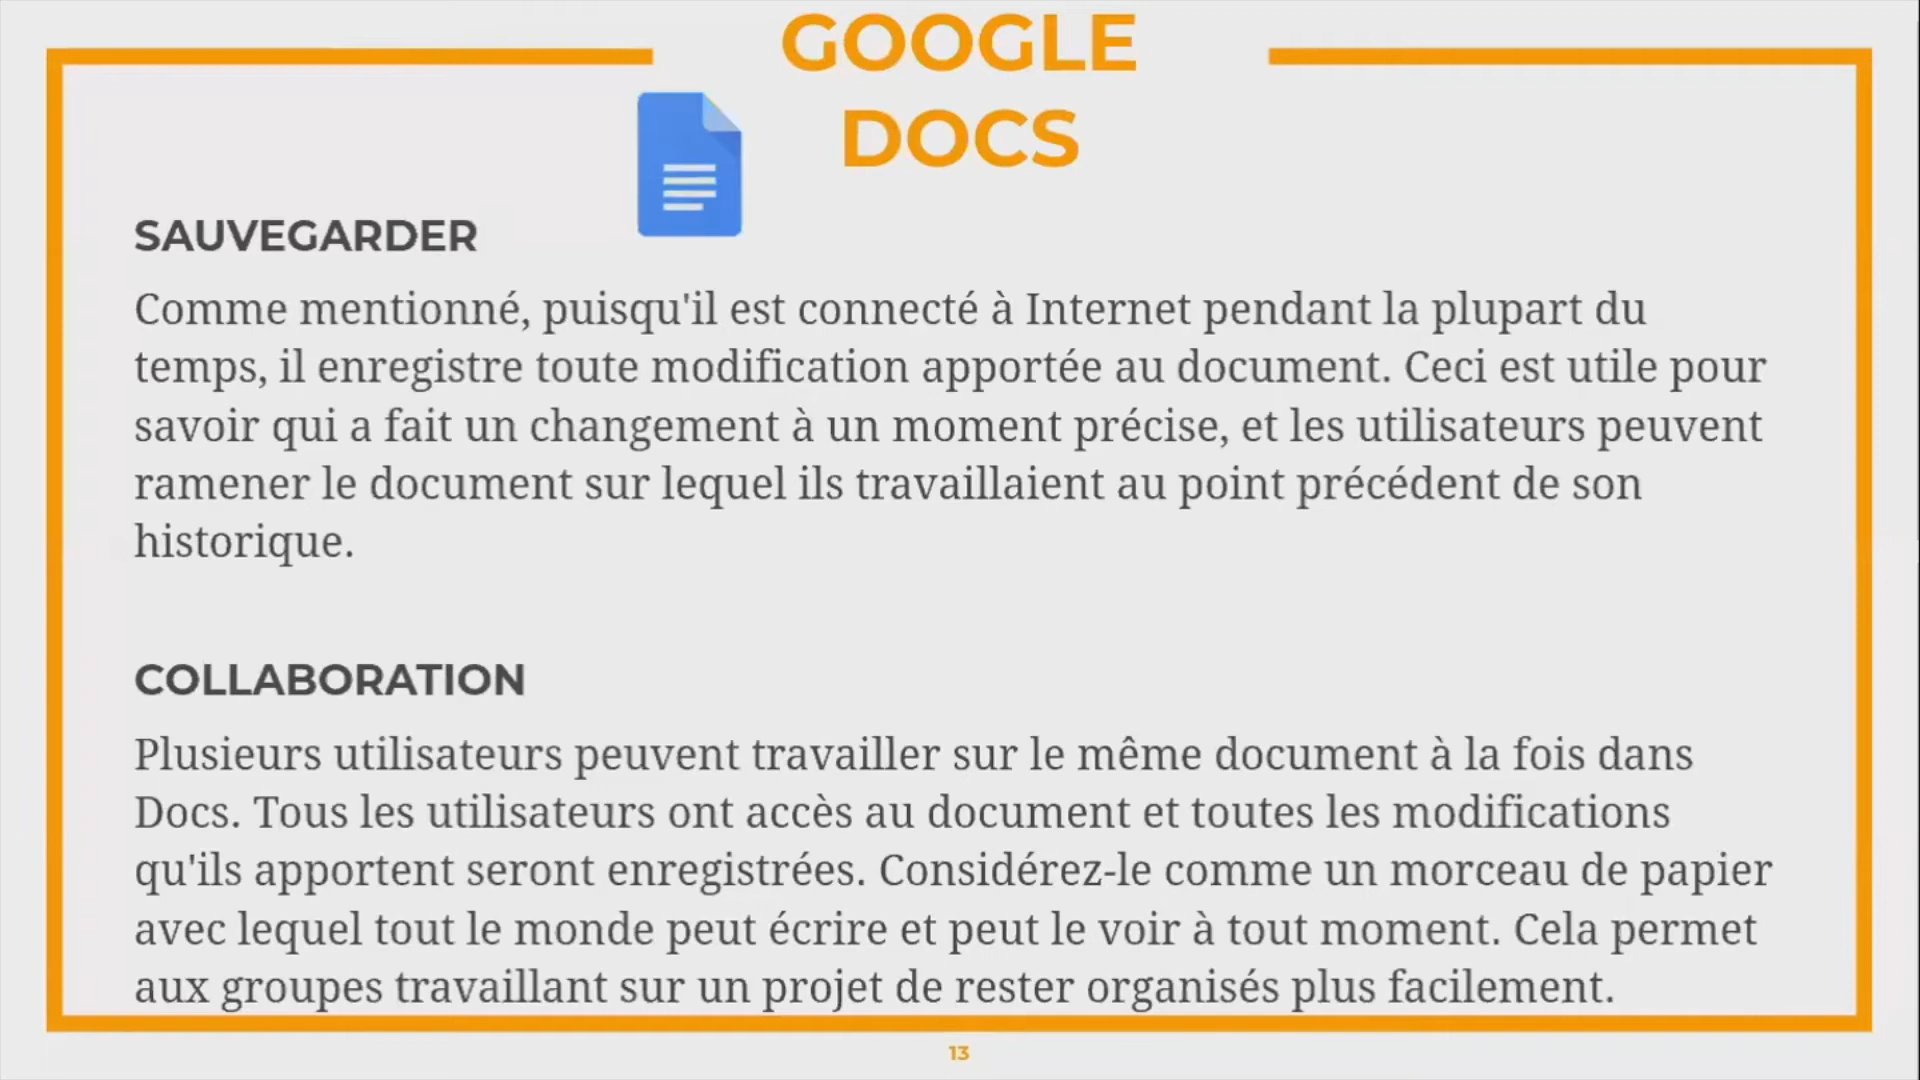 GOOGLE
DOCS
SAUVEGARDER
Comme mentionné, puisqu'il est connecté à Internet pendant la plupart du
temps, il enregistre toute modification apportée au document. Ceci est utile pour
savoir qui a fait un changement à un moment précise, et les utilisateurs peuvent
ramener le document sur lequel ils travaillaient au point précédent de son
historique.
COLLABORATION
Plusieurs utilisateurs peuvent travailler sur le même document à la fois dans
Docs. Tous les utilisateurs ont accès au document et toutes les modifications
qu'ils apportent seront enregistrées. Considérez-le comme un morceau de papier
avec lequel tout le monde peut écrire et peut le voir à tout moment. Cela permet
aux groupes travaillant sur un projet de rester organisés plus facilement.
13